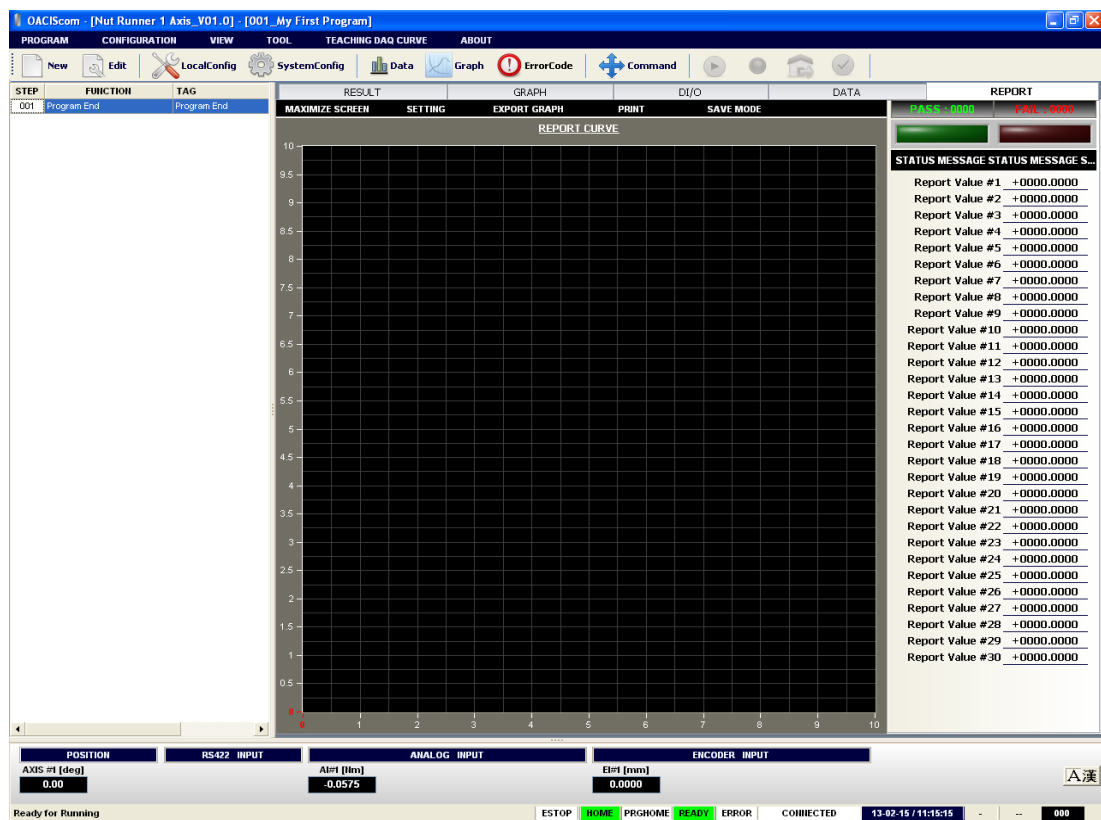 OACIScom - [Nut Runner 1 Axis_V01.0] - [001_My First Program]
PROGRAM CONFIGURATION VIEW TOOL TEACHING DAQ CURVE ABOUT
New Edit LocalConfig SystemConfig Data Graph ErrorCode Command
STEP FUNCTION TAG
001 Program End Program End
RESULT GRAPH DI/O DATA REPORT
MAXIMIZE SCREEN SETTING EXPORT GRAPH PRINT SAVE MODE
REPORT CURVE
10
9.5
9
8.5
8
7.5
7
6.5
6
5.5
5
4.5
4
3.5
3
2.5
2
1.5
1
0.5
0
0 1 2 3 4 5 6 7 8 9 10
PASS : 0000 FAIL : 0000
STATUS MESSAGE STATUS MESSAGE S...
Report Value #1 +0000.0000
Report Value #2 +0000.0000
Report Value #3 +0000.0000
Report Value #4 +0000.0000
Report Value #5 +0000.0000
Report Value #6 +0000.0000
Report Value #7 +0000.0000
Report Value #8 +0000.0000
Report Value #9 +0000.0000
Report Value #10 +0000.0000
Report Value #11 +0000.0000
Report Value #12 +0000.0000
Report Value #13 +0000.0000
Report Value #14 +0000.0000
Report Value #15 +0000.0000
Report Value #16 +0000.0000
Report Value #17 +0000.0000
Report Value #18 +0000.0000
Report Value #19 +0000.0000
Report Value #20 +0000.0000
Report Value #21 +0000.0000
Report Value #22 +0000.0000
Report Value #23 +0000.0000
Report Value #24 +0000.0000
Report Value #25 +0000.0000
Report Value #26 +0000.0000
Report Value #27 +0000.0000
Report Value #28 +0000.0000
Report Value #29 +0000.0000
Report Value #30 +0000.0000
POSITION RS422 INPUT ANALOG INPUT ENCODER INPUT
AXIS #1 [deg] AI#1 [Nm] EI#1 [mm]
0.00 -0.0575 0.0000
A漢
Ready for Running ESTOP HOME PRGHOME READY ERROR CONNECTED 13-02-15 / 11:15:15 - -- 000